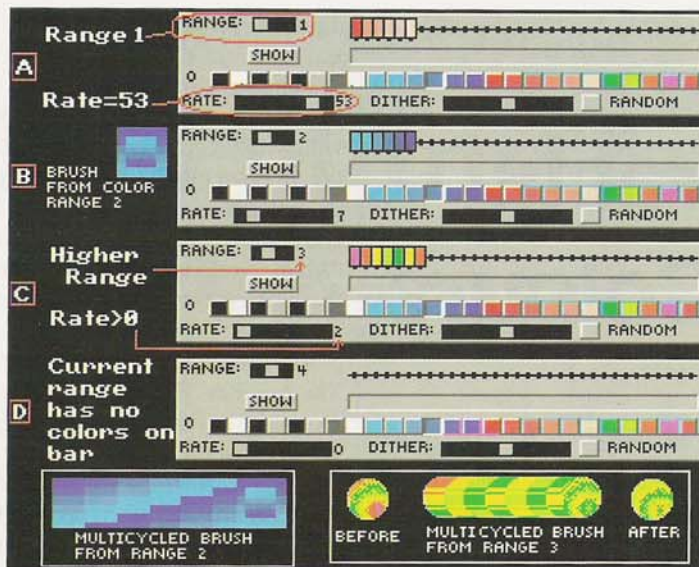 Range 1
A
RANGE: 1
SHOW
0
Rate=53
RATE: 53 DITHER: RANDOM
B
BRUSH
FROM COLOR
RANGE 2
RANGE: 2
SHOW
0
RATE: 7 DITHER: RANDOM
C
Higher
Range
Rate>0
RANGE: 3
SHOW
0
RATE: 2 DITHER: RANDOM
D
Current
range
has no
colors on
bar
RANGE: 4
SHOW
0
RATE: 0 DITHER: RANDOM
MULTICYCLED BRUSH
FROM RANGE 2
BEFORE
MULTICYCLED BRUSH
FROM RANGE 3
AFTER